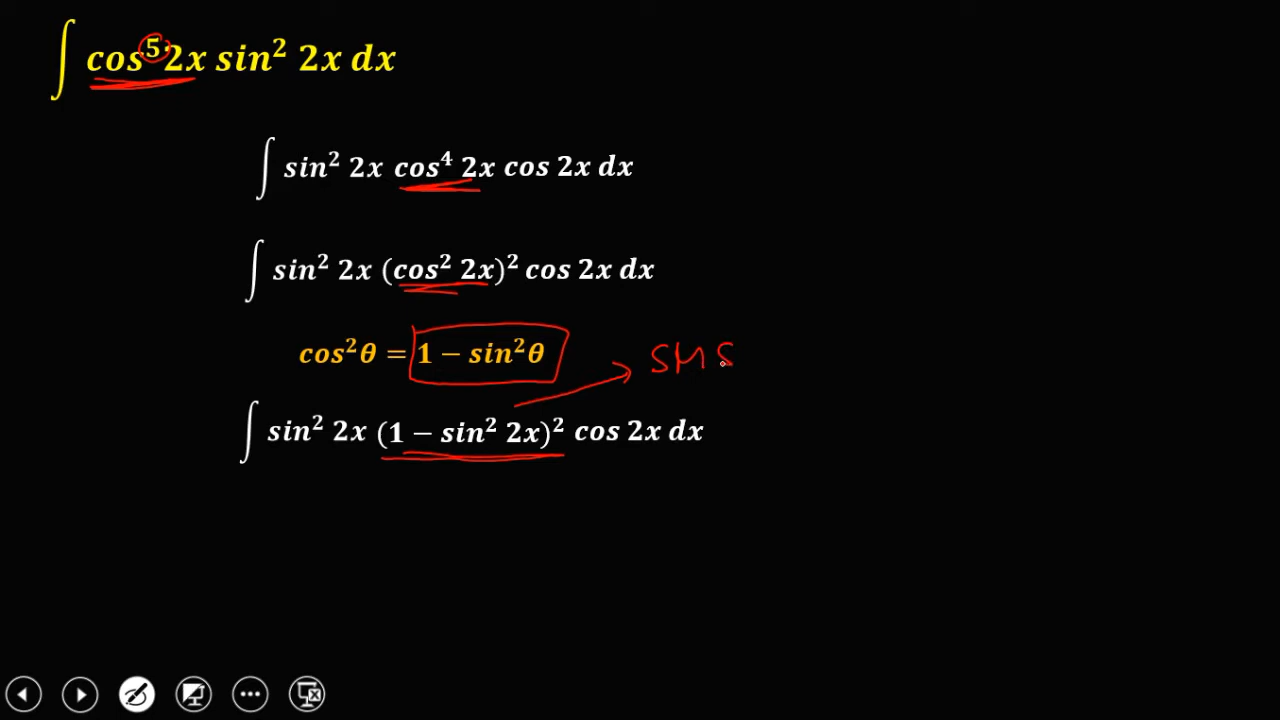 ∫ cos⁵ 2x sin² 2x dx
∫ sin² 2x cos⁴ 2x cos 2x dx
∫ sin² 2x (cos² 2x)² cos 2x dx
cos²θ = 1 − sin²θ
SMS
∫ sin² 2x (1 − sin² 2x)² cos 2x dx